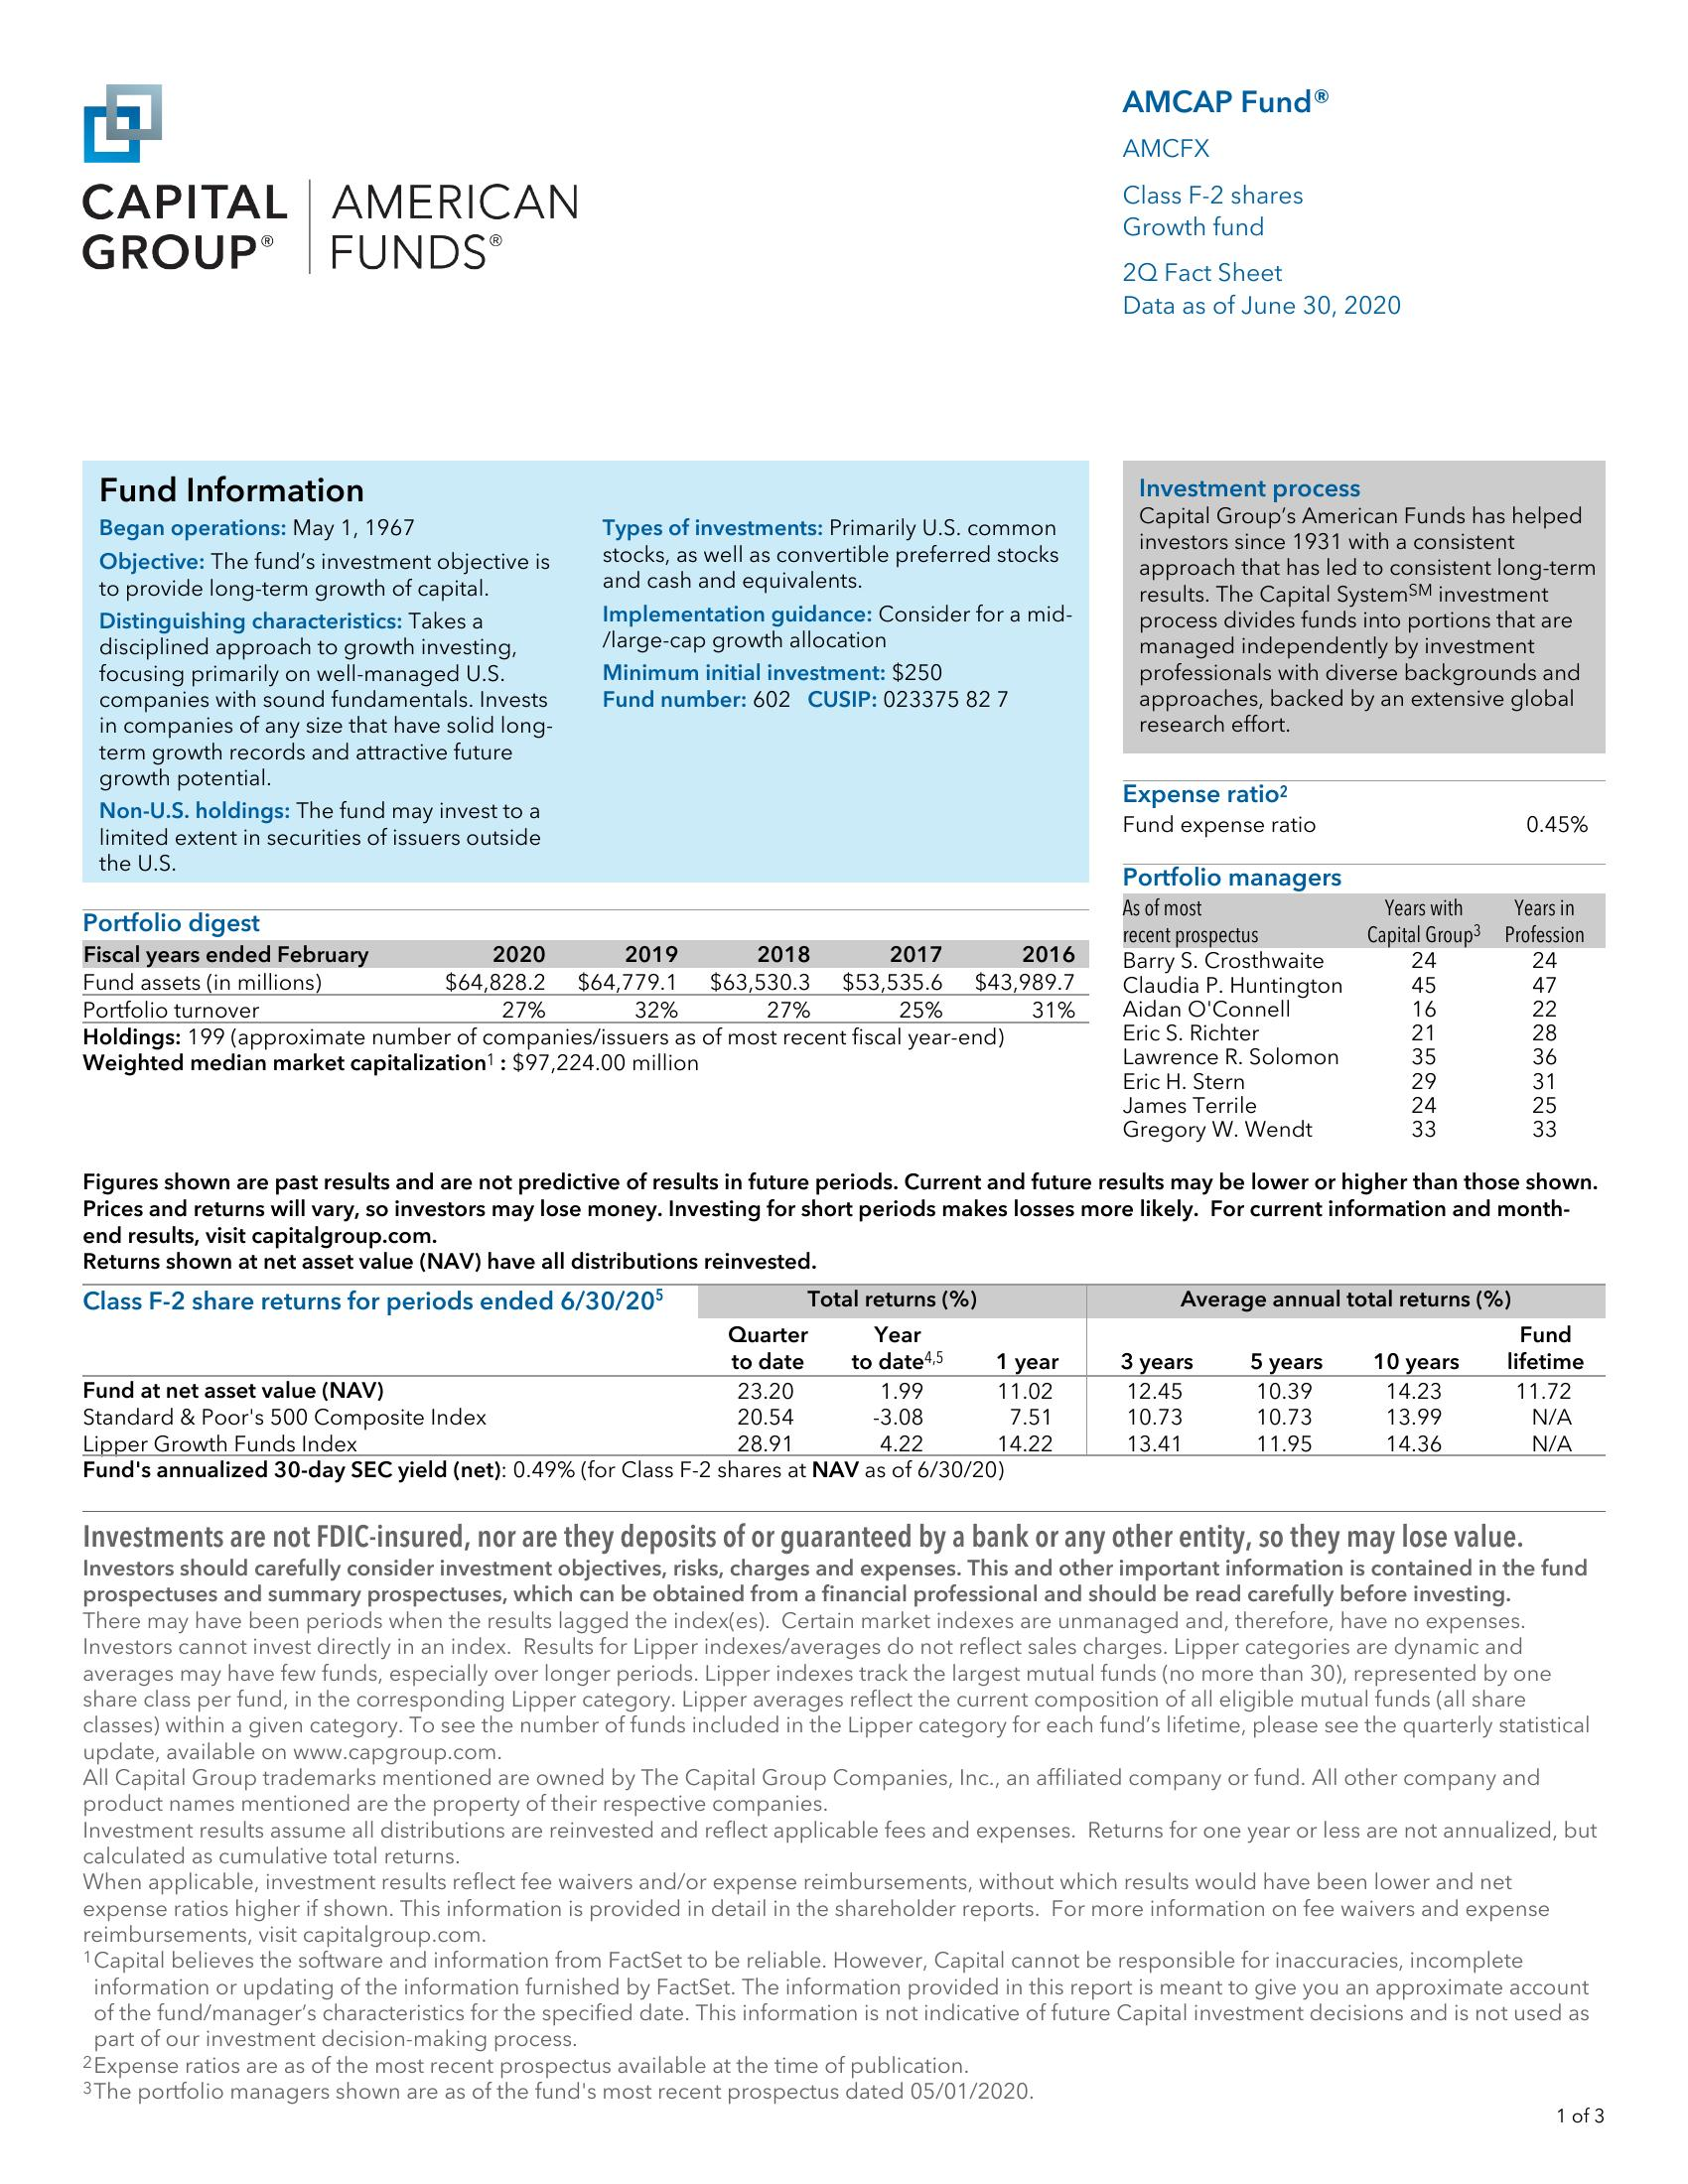 CAPITAL
GROUP®
AMERICAN
FUNDS®
AMCAP Fund®
AMCFX
Class F-2 shares
Growth fund
2Q Fact Sheet
Data as of June 30, 2020
Fund Information
Began operations: May 1, 1967
Objective: The fund's investment objective is
to provide long-term growth of capital.
Distinguishing characteristics: Takes a
disciplined approach to growth investing,
focusing primarily on well-managed U.S.
companies with sound fundamentals. Invests
in companies of any size that have solid long-
term growth records and attractive future
growth potential.
Non-U.S. holdings: The fund may invest to a
limited extent in securities of issuers outside
the U.S.
Types of investments: Primarily U.S. common
stocks, as well as convertible preferred stocks
and cash and equivalents.
Implementation guidance: Consider for a mid-
/large-cap growth allocation
Minimum initial investment: $250
Fund number: 602 CUSIP: 023375 82 7
Investment process
Capital Group's American Funds has helped
investors since 1931 with a consistent
approach that has led to consistent long-term
results. The Capital System℠ investment
process divides funds into portions that are
managed independently by investment
professionals with diverse backgrounds and
approaches, backed by an extensive global
research effort.
Expense ratio²
Fund expense ratio 0.45%
Portfolio managers
As of most Years with Years in
recent prospectus Capital Group³ Profession
Barry S. Crosthwaite 24 24
Claudia P. Huntington 45 47
Aidan O'Connell 16 22
Eric S. Richter 21 28
Lawrence R. Solomon 35 36
Eric H. Stern 29 31
James Terrile 24 25
Gregory W. Wendt 33 33
Portfolio digest
Fiscal years ended February 2020 2019 2018 2017 2016
Fund assets (in millions) $64,828.2 $64,779.1 $63,530.3 $53,535.6 $43,989.7
Portfolio turnover 27% 32% 27% 25% 31%
Holdings: 199 (approximate number of companies/issuers as of most recent fiscal year-end)
Weighted median market capitalization¹ : $97,224.00 million
Figures shown are past results and are not predictive of results in future periods. Current and future results may be lower or higher than those shown.
Prices and returns will vary, so investors may lose money. Investing for short periods makes losses more likely. For current information and month-
end results, visit capitalgroup.com.
Returns shown at net asset value (NAV) have all distributions reinvested.
Class F-2 share returns for periods ended 6/30/20⁵ Total returns (%) Average annual total returns (%)
Quarter Year Fund
to date to date⁴,⁵ 1 year 3 years 5 years 10 years lifetime
Fund at net asset value (NAV) 23.20 1.99 11.02 12.45 10.39 14.23 11.72
Standard & Poor's 500 Composite Index 20.54 -3.08 7.51 10.73 10.73 13.99 N/A
Lipper Growth Funds Index 28.91 4.22 14.22 13.41 11.95 14.36 N/A
Fund's annualized 30-day SEC yield (net): 0.49% (for Class F-2 shares at NAV as of 6/30/20)
Investments are not FDIC-insured, nor are they deposits of or guaranteed by a bank or any other entity, so they may lose value.
Investors should carefully consider investment objectives, risks, charges and expenses. This and other important information is contained in the fund
prospectuses and summary prospectuses, which can be obtained from a financial professional and should be read carefully before investing.
There may have been periods when the results lagged the index(es). Certain market indexes are unmanaged and, therefore, have no expenses.
Investors cannot invest directly in an index. Results for Lipper indexes/averages do not reflect sales charges. Lipper categories are dynamic and
averages may have few funds, especially over longer periods. Lipper indexes track the largest mutual funds (no more than 30), represented by one
share class per fund, in the corresponding Lipper category. Lipper averages reflect the current composition of all eligible mutual funds (all share
classes) within a given category. To see the number of funds included in the Lipper category for each fund's lifetime, please see the quarterly statistical
update, available on www.capgroup.com.
All Capital Group trademarks mentioned are owned by The Capital Group Companies, Inc., an affiliated company or fund. All other company and
product names mentioned are the property of their respective companies.
Investment results assume all distributions are reinvested and reflect applicable fees and expenses. Returns for one year or less are not annualized, but
calculated as cumulative total returns.
When applicable, investment results reflect fee waivers and/or expense reimbursements, without which results would have been lower and net
expense ratios higher if shown. This information is provided in detail in the shareholder reports. For more information on fee waivers and expense
reimbursements, visit capitalgroup.com.
¹Capital believes the software and information from FactSet to be reliable. However, Capital cannot be responsible for inaccuracies, incomplete
information or updating of the information furnished by FactSet. The information provided in this report is meant to give you an approximate account
of the fund/manager's characteristics for the specified date. This information is not indicative of future Capital investment decisions and is not used as
part of our investment decision-making process.
²Expense ratios are as of the most recent prospectus available at the time of publication.
³The portfolio managers shown are as of the fund's most recent prospectus dated 05/01/2020.
1 of 3